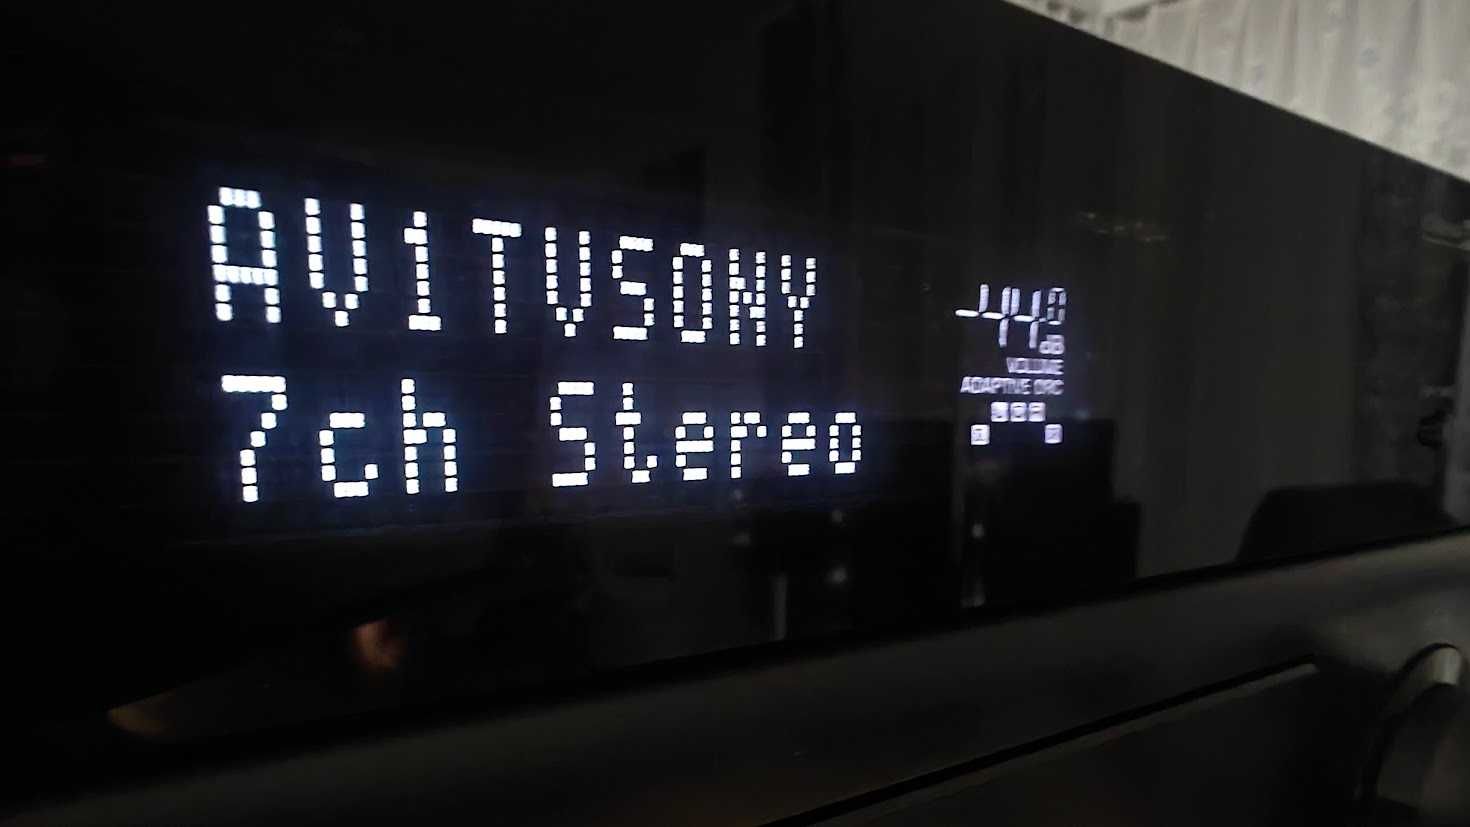 AV1TVSONY
7ch Stereo
-44.0
dB
VOLUME
ADAPTIVE DRC